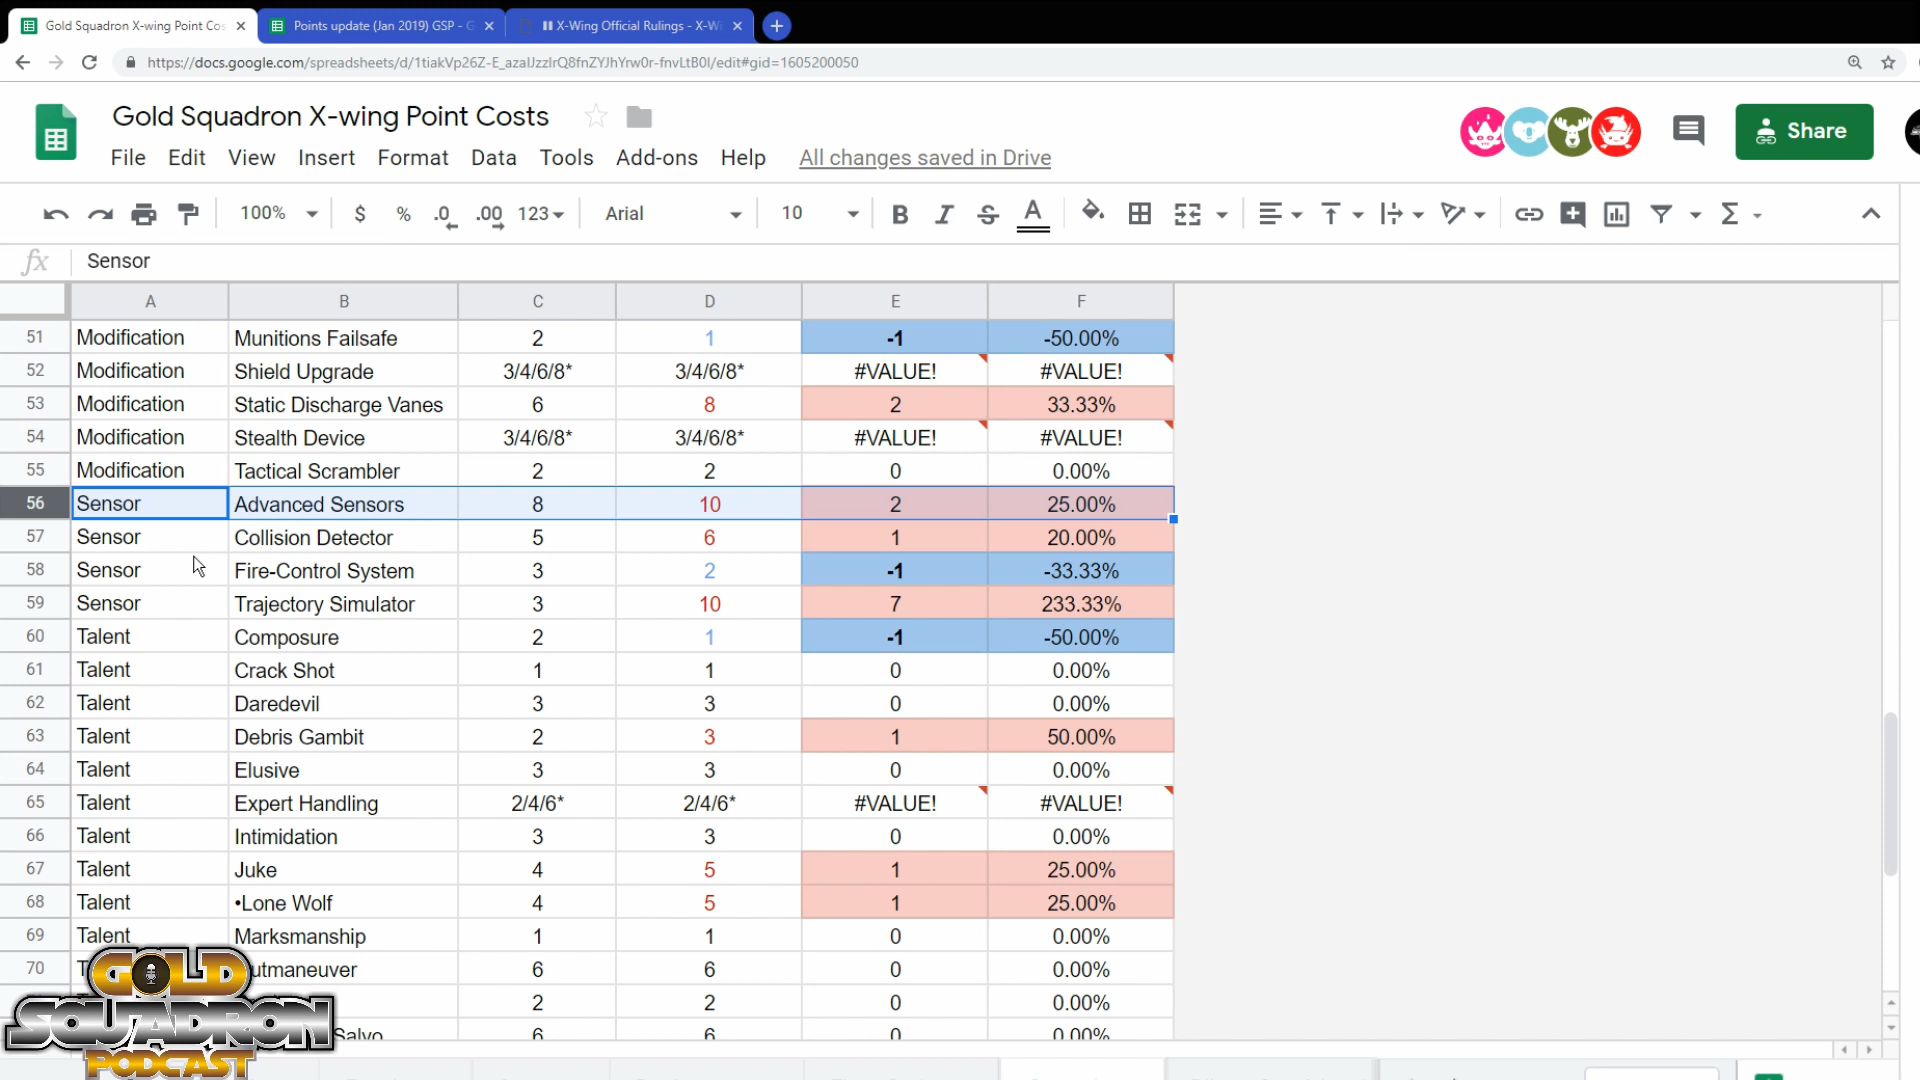 Gold Squadron X-wing Point Cos
Points update (Jan 2019) GSP - G
X-Wing Official Rulings - X-Wi
https://docs.google.com/spreadsheets/d/1tiakVp26Z-E_azaIJzzIrQ8fnZYJhYrw0r-fnvLtB0I/edit#gid=1605200050
Gold Squadron X-wing Point Costs
File Edit View Insert Format Data Tools Add-ons Help All changes saved in Drive
Share
100% $ % .0 .00 123 Arial 10 B I S A Σ
fx Sensor
A B C D E F
51 Modification Munitions Failsafe 2 1 -1 -50.00%
52 Modification Shield Upgrade 3/4/6/8* 3/4/6/8* #VALUE! #VALUE!
53 Modification Static Discharge Vanes 6 8 2 33.33%
54 Modification Stealth Device 3/4/6/8* 3/4/6/8* #VALUE! #VALUE!
55 Modification Tactical Scrambler 2 2 0 0.00%
56 Sensor Advanced Sensors 8 10 2 25.00%
57 Sensor Collision Detector 5 6 1 20.00%
58 Sensor Fire-Control System 3 2 -1 -33.33%
59 Sensor Trajectory Simulator 3 10 7 233.33%
60 Talent Composure 2 1 -1 -50.00%
61 Talent Crack Shot 1 1 0 0.00%
62 Talent Daredevil 3 3 0 0.00%
63 Talent Debris Gambit 2 3 1 50.00%
64 Talent Elusive 3 3 0 0.00%
65 Talent Expert Handling 2/4/6* 2/4/6* #VALUE! #VALUE!
66 Talent Intimidation 3 3 0 0.00%
67 Talent Juke 4 5 1 25.00%
68 Talent •Lone Wolf 4 5 1 25.00%
69 Talent Marksmanship 1 1 0 0.00%
70 T utmaneuver 6 6 0 0.00%
2 2 0 0.00%
Salvo 6 6 0 0.00%
GOLD
SQUADRON
PODCAST